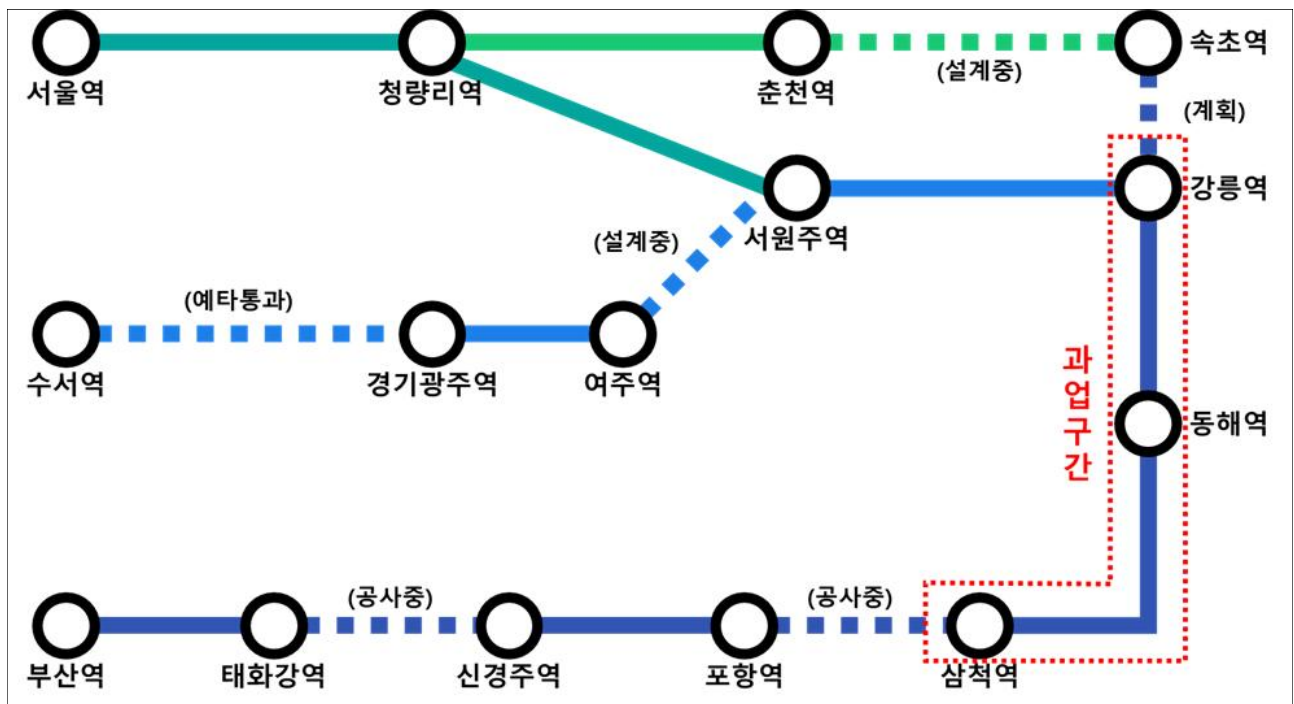 서울역
청량리역
춘천역
(설계중)
속초역
(계획)
강릉역
서원주역
(설계중)
(예타통과)
수서역
경기광주역
여주역
과업구간
동해역
(공사중)
(공사중)
부산역
태화강역
신경주역
포항역
삼척역